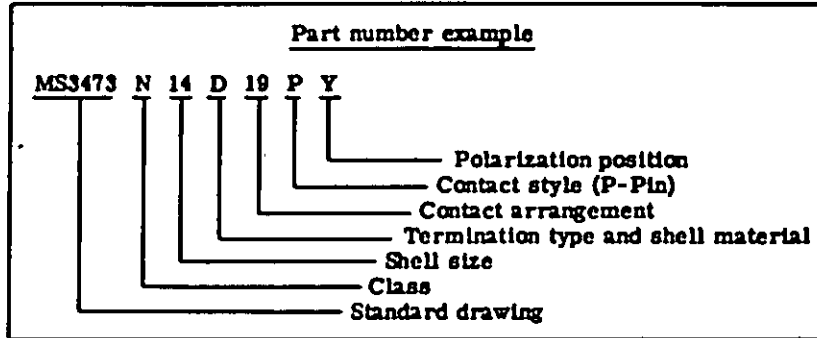 Part number example
MS3473 N 14 D 19 P Y
Polarization position
Contact style (P-Pin)
Contact arrangement
Termination type and shell material
Shell size
Class
Standard drawing